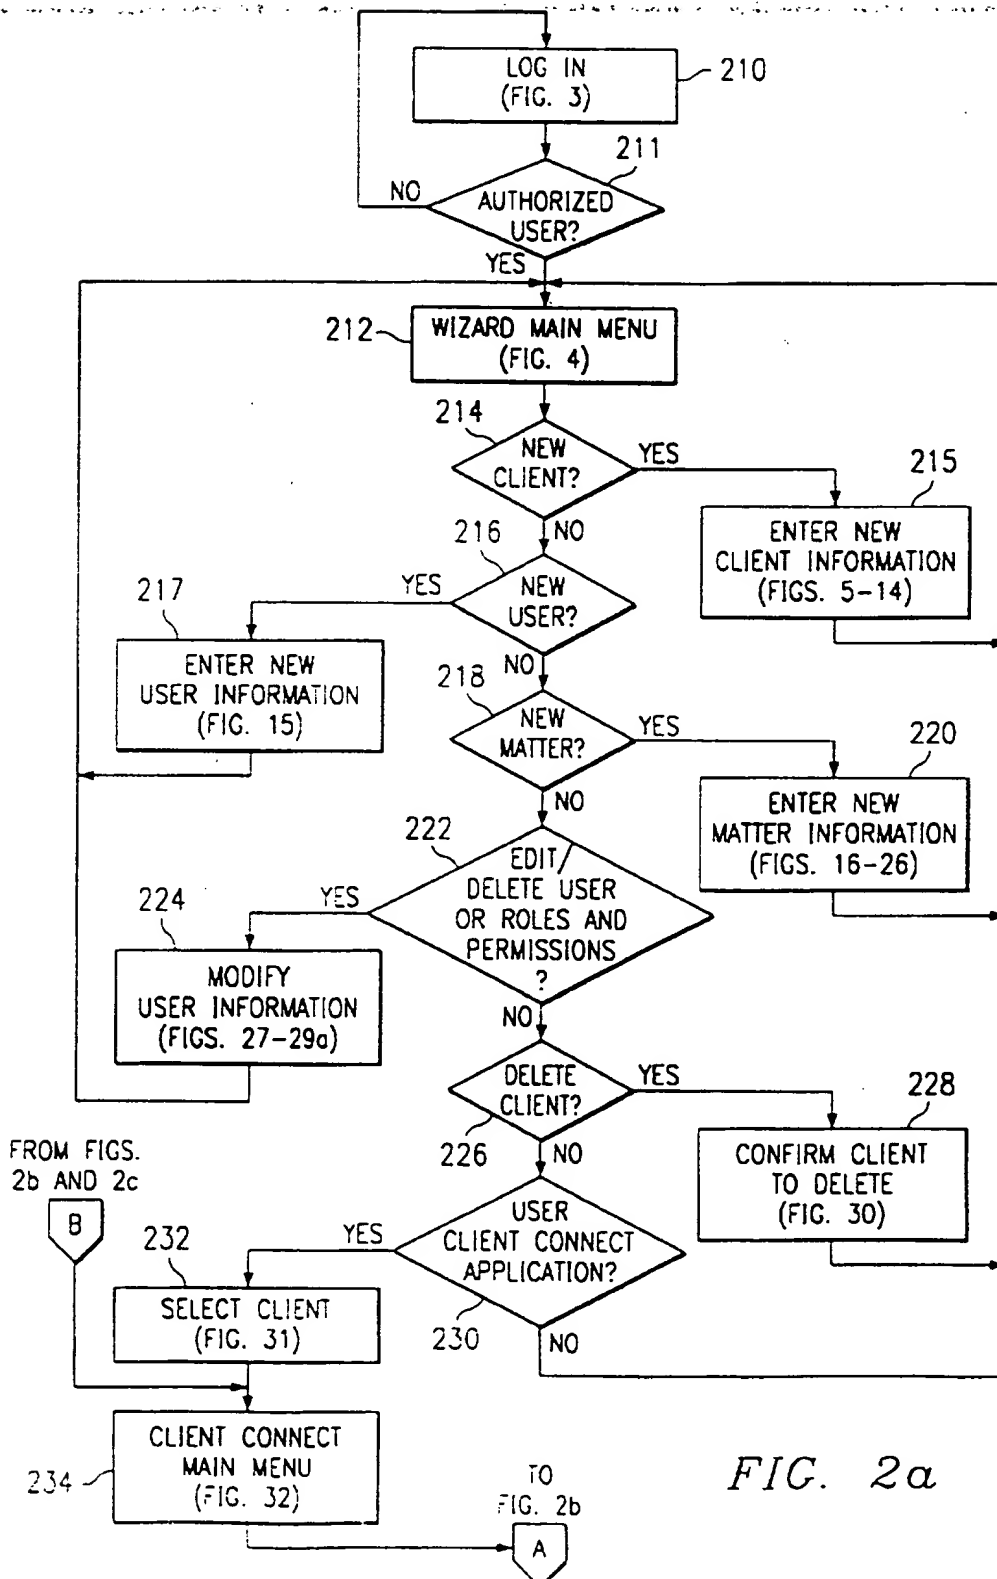 LOG IN
(FIG. 3)
210
211
NO
AUTHORIZED
USER?
YES
212
WIZARD MAIN MENU
(FIG. 4)
214
NEW
CLIENT?
YES
215
ENTER NEW
CLIENT INFORMATION
(FIGS. 5-14)
NO
216
NEW
USER?
YES
217
ENTER NEW
USER INFORMATION
(FIG. 15)
NO
218
NEW
MATTER?
YES
220
ENTER NEW
MATTER INFORMATION
(FIGS. 16-26)
NO
222
EDIT/
DELETE USER
OR ROLES AND
PERMISSIONS
?
YES
224
MODIFY
USER INFORMATION
(FIGS. 27-29a)
NO
DELETE
CLIENT?
226
YES
228
CONFIRM CLIENT
TO DELETE
(FIG. 30)
NO
FROM FIGS.
2b AND 2c
B
USER
CLIENT CONNECT
APPLICATION?
230
YES
232
SELECT CLIENT
(FIG. 31)
NO
CLIENT CONNECT
MAIN MENU
(FIG. 32)
234
TO
FIG. 2b
A
FIG. 2a